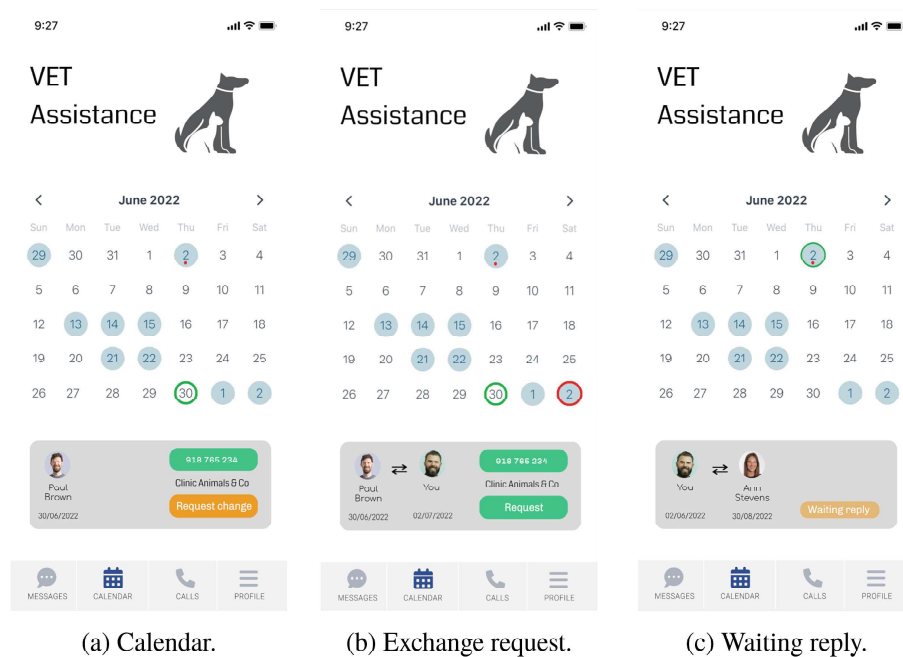 9:27
VET
Assistance
June 2022
Sun Mon Tue Wed Thu Fri Sat
29 30 31 1 2 3 4
5 6 7 8 9 10 11
12 13 14 15 16 17 18
19 20 21 22 23 24 25
26 27 28 29 30 1 2
918 765 234
Paul
Brown
Clinic Animals & Co
Request change
30/06/2022
MESSAGES CALENDAR CALLS PROFILE
(a) Calendar.
9:27
VET
Assistance
June 2022
Sun Mon Tue Wed Thu Fri Sat
29 30 31 1 2 3 4
5 6 7 8 9 10 11
12 13 14 15 16 17 18
19 20 21 22 23 24 25
26 27 28 29 30 1 2
918 765 234
Paul
Brown
You
Clinic Animals & Co
Request
30/06/2022 02/07/2022
MESSAGES CALENDAR CALLS PROFILE
(b) Exchange request.
9:27
VET
Assistance
June 2022
Sun Mon Tue Wed Thu Fri Sat
29 30 31 1 2 3 4
5 6 7 8 9 10 11
12 13 14 15 16 17 18
19 20 21 22 23 24 25
26 27 28 29 30 1 2
You
Ann
Stevens
02/06/2022 30/08/2022
Waiting reply
MESSAGES CALENDAR CALLS PROFILE
(c) Waiting reply.